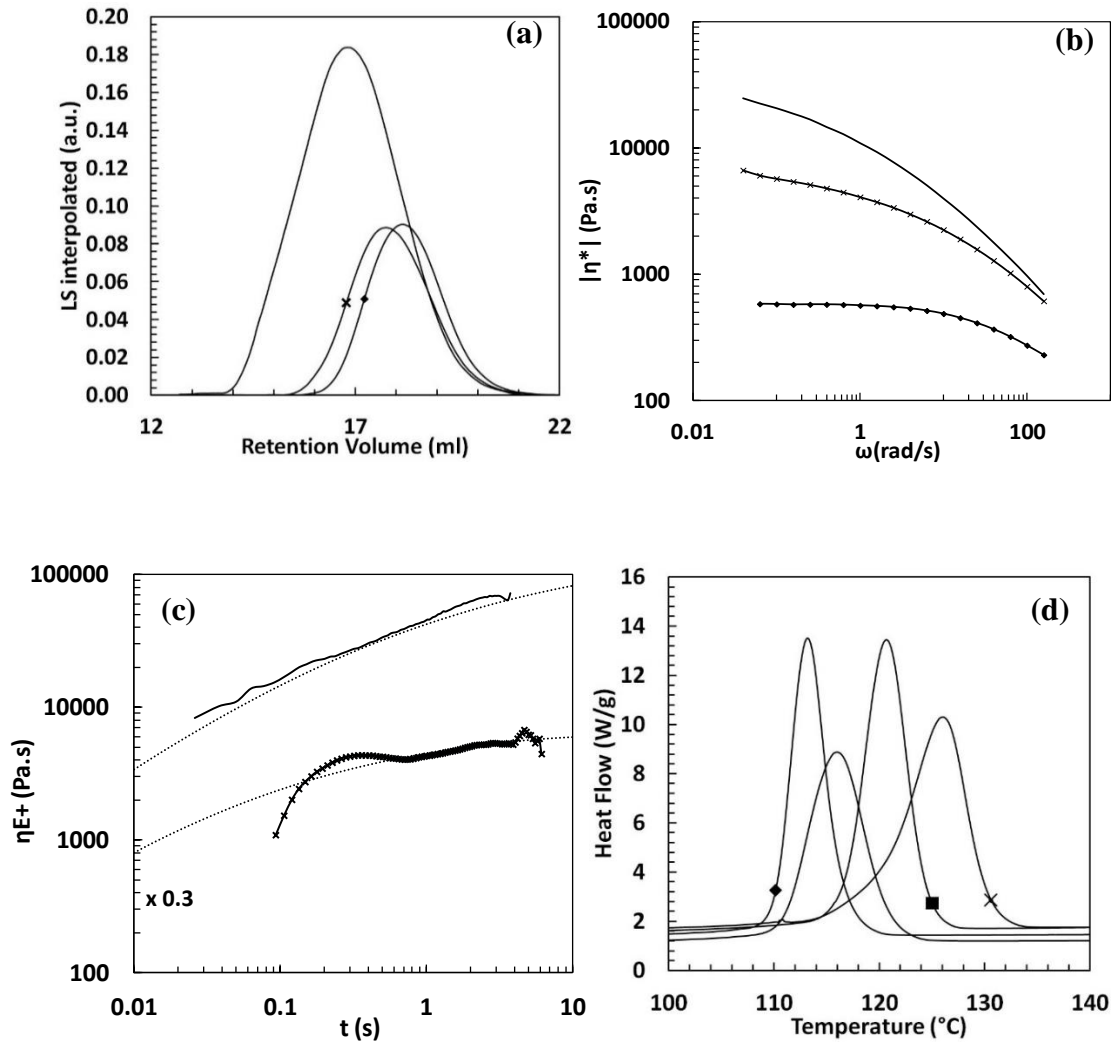 (a)
0.20
0.18
0.16
0.14
0.12
0.10
0.08
0.06
0.04
0.02
0.00
LS interpolated (a.u.)
12 17 22
Retention Volume (ml)
(b)
100000
10000
1000
100
|η*| (Pa.s)
0.01 1 100
ω(rad/s)
(c)
100000
10000
1000
100
ηE+ (Pa.s)
x 0.3
0.01 0.1 1 10
t (s)
(d)
16
14
12
10
8
6
4
2
0
Heat Flow (W/g)
100 110 120 130 140
Temperature (°C)